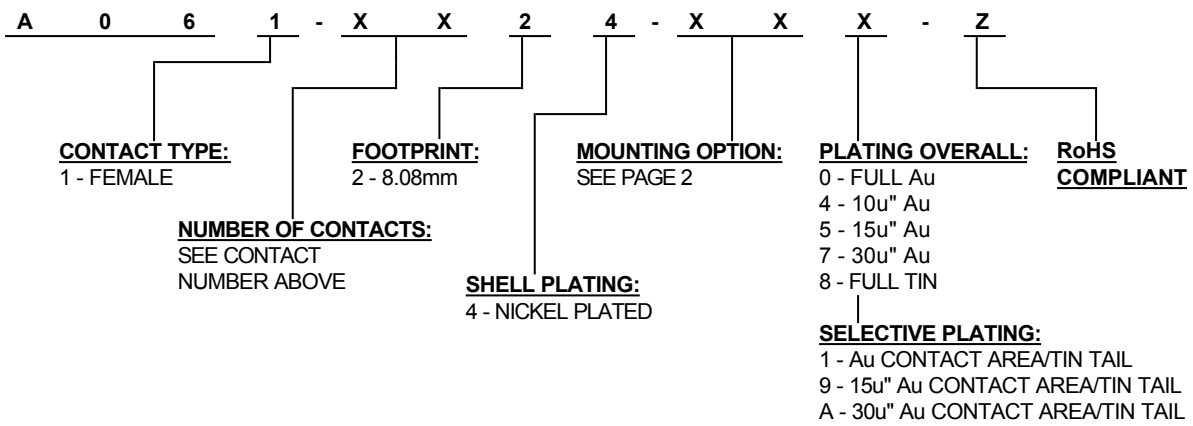 A 0 6 1 - X X 2 4 - X X X - Z
CONTACT TYPE:
1 - FEMALE
NUMBER OF CONTACTS:
SEE CONTACT
NUMBER ABOVE
FOOTPRINT:
2 - 8.08mm
SHELL PLATING:
4 - NICKEL PLATED
MOUNTING OPTION:
SEE PAGE 2
PLATING OVERALL:
0 - FULL Au
4 - 10u" Au
5 - 15u" Au
7 - 30u" Au
8 - FULL TIN
SELECTIVE PLATING:
1 - Au CONTACT AREA/TIN TAIL
9 - 15u" Au CONTACT AREA/TIN TAIL
A - 30u" Au CONTACT AREA/TIN TAIL
RoHS
COMPLIANT